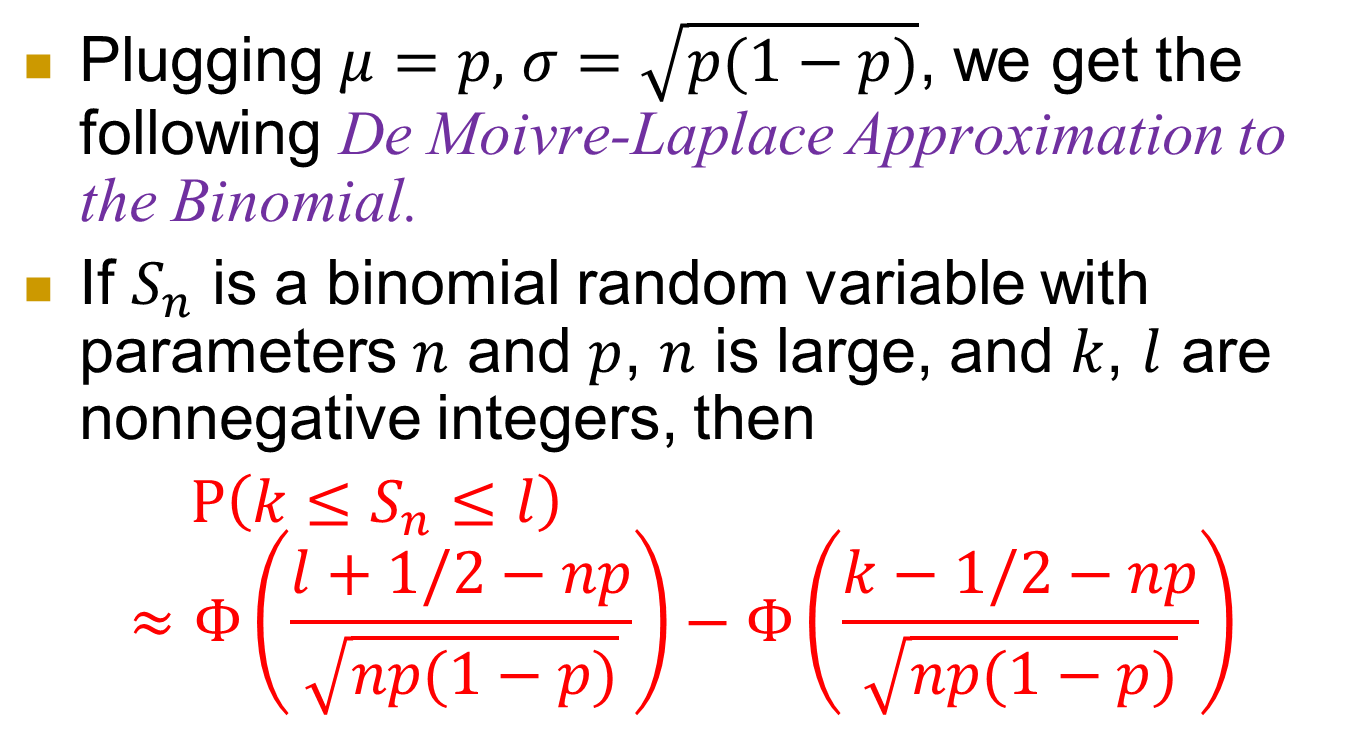 Plugging μ = p, σ = √(p(1 − p)), we get the
following De Moivre-Laplace Approximation to
the Binomial.
If Sₙ is a binomial random variable with
parameters n and p, n is large, and k, l are
nonnegative integers, then
P(k ≤ Sₙ ≤ l)
≈ Φ((l + 1/2 − np)/√(np(1 − p))) − Φ((k − 1/2 − np)/√(np(1 − p)))